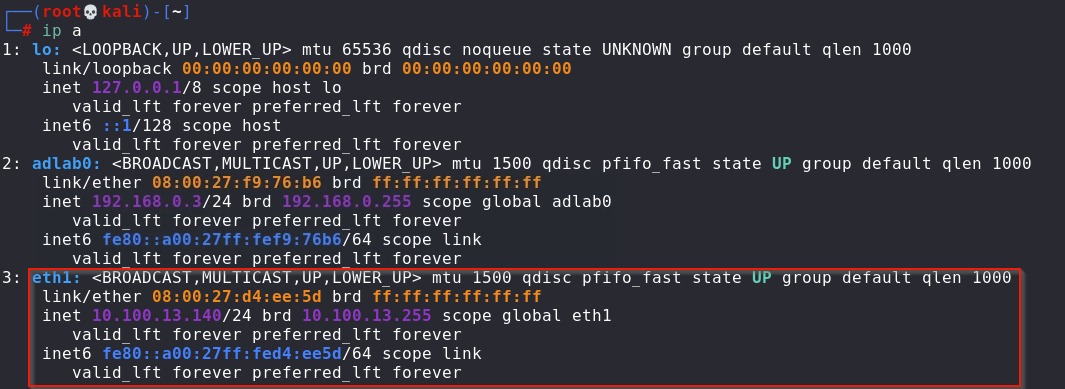 ┌──(root💀kali)-[~]
└─# ip a
1: lo: <LOOPBACK,UP,LOWER_UP> mtu 65536 qdisc noqueue state UNKNOWN group default qlen 1000
    link/loopback 00:00:00:00:00:00 brd 00:00:00:00:00:00
    inet 127.0.0.1/8 scope host lo
       valid_lft forever preferred_lft forever
    inet6 ::1/128 scope host
       valid_lft forever preferred_lft forever
2: adlab0: <BROADCAST,MULTICAST,UP,LOWER_UP> mtu 1500 qdisc pfifo_fast state UP group default qlen 1000
    link/ether 08:00:27:f9:76:b6 brd ff:ff:ff:ff:ff:ff
    inet 192.168.0.3/24 brd 192.168.0.255 scope global adlab0
       valid_lft forever preferred_lft forever
    inet6 fe80::a00:27ff:fef9:76b6/64 scope link
       valid_lft forever preferred_lft forever
3: eth1: <BROADCAST,MULTICAST,UP,LOWER_UP> mtu 1500 qdisc pfifo_fast state UP group default qlen 1000
    link/ether 08:00:27:d4:ee:5d brd ff:ff:ff:ff:ff:ff
    inet 10.100.13.140/24 brd 10.100.13.255 scope global eth1
       valid_lft forever preferred_lft forever
    inet6 fe80::a00:27ff:fed4:ee5d/64 scope link
       valid_lft forever preferred_lft forever